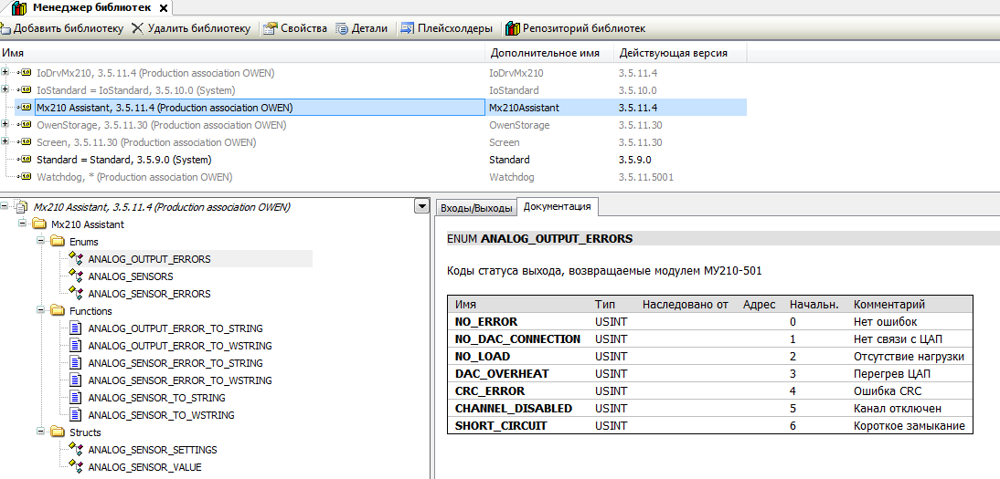 Менеджер библиотек
Добавить библиотеку Удалить библиотеку Свойства Детали Плейсхолдеры Репозиторий библиотек
Имя Дополнительное имя Действующая версия
IoDrvMx210, 3.5.11.4 (Production association OWEN) IoDrvMx210 3.5.11.4
IoStandard = IoStandard, 3.5.10.0 (System) IoStandard 3.5.10.0
Mx210 Assistant, 3.5.11.4 (Production association OWEN) Mx210Assistant 3.5.11.4
OwenStorage, 3.5.11.30 (Production association OWEN) OwenStorage 3.5.11.30
Screen, 3.5.11.30 (Production association OWEN) Screen 3.5.11.30
Standard = Standard, 3.5.9.0 (System) Standard 3.5.9.0
Watchdog, * (Production association OWEN) Watchdog 3.5.11.5001
Mx210 Assistant, 3.5.11.4 (Production association OWEN)
Mx210 Assistant
Enums
ANALOG_OUTPUT_ERRORS
ANALOG_SENSORS
ANALOG_SENSOR_ERRORS
Functions
ANALOG_OUTPUT_ERROR_TO_STRING
ANALOG_OUTPUT_ERROR_TO_WSTRING
ANALOG_SENSOR_ERROR_TO_STRING
ANALOG_SENSOR_ERROR_TO_WSTRING
ANALOG_SENSOR_TO_STRING
ANALOG_SENSOR_TO_WSTRING
Structs
ANALOG_SENSOR_SETTINGS
ANALOG_SENSOR_VALUE
Входы/Выходы Документация
ENUM ANALOG_OUTPUT_ERRORS
Коды статуса выхода, возвращаемые модулем МУ210-501
Имя Тип Наследовано от Адрес Начальн. Комментарий
NO_ERROR USINT 0 Нет ошибок
NO_DAC_CONNECTION USINT 1 Нет связи с ЦАП
NO_LOAD USINT 2 Отсутствие нагрузки
DAC_OVERHEAT USINT 3 Перегрев ЦАП
CRC_ERROR USINT 4 Ошибка CRC
CHANNEL_DISABLED USINT 5 Канал отключен
SHORT_CIRCUIT USINT 6 Короткое замыкание